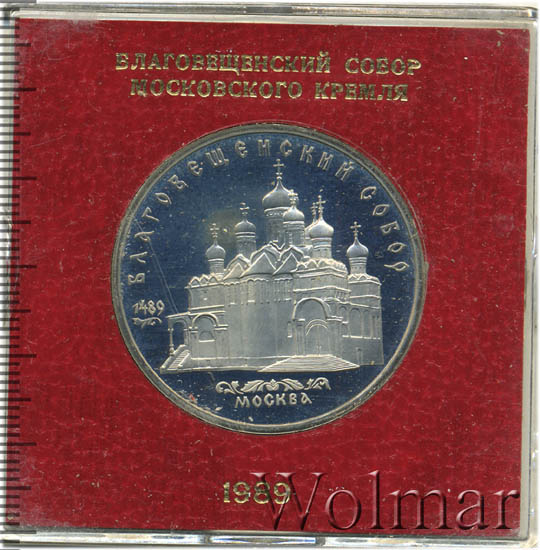 БЛАГОВЕЩЕНСКИЙ СОБОР
МОСКОВСКОГО КРЕМЛЯ
БЛАГОВЕЩЕНСКИЙ СОБОР
1489
МОСКВА
1989
Wolmar